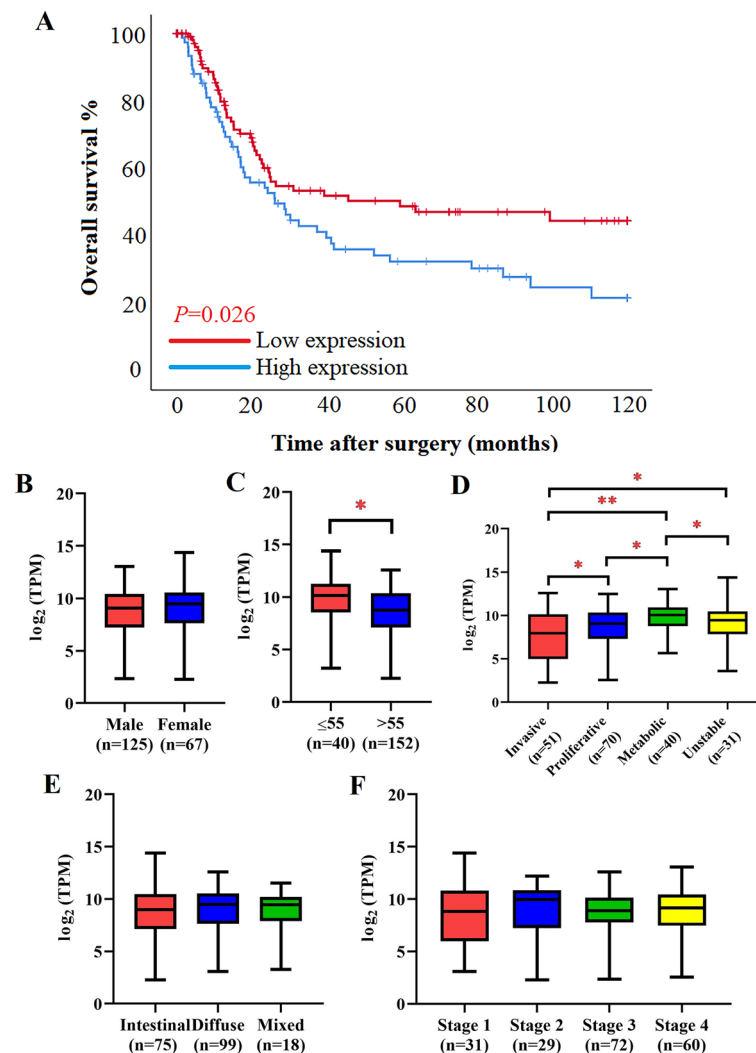 A
Overall survival %
100
80
60
40
20
0
P=0.026
Low expression
High expression
0 20 40 60 80 100 120
Time after surgery (months)
B
log2 (TPM)
20
15
10
5
0
Male Female
(n=125) (n=67)
C
log2 (TPM)
20
15
10
5
0
*
≤55 >55
(n=40) (n=152)
D
log2 (TPM)
20
15
10
5
0
*
**
* *
*
Invasive (n=51)
Proliferative (n=70)
Metabolic (n=40)
Unstable (n=31)
E
log2 (TPM)
20
15
10
5
0
Intestinal Diffuse Mixed
(n=75) (n=99) (n=18)
F
log2 (TPM)
20
15
10
5
0
Stage 1 Stage 2 Stage 3 Stage 4
(n=31) (n=29) (n=72) (n=60)